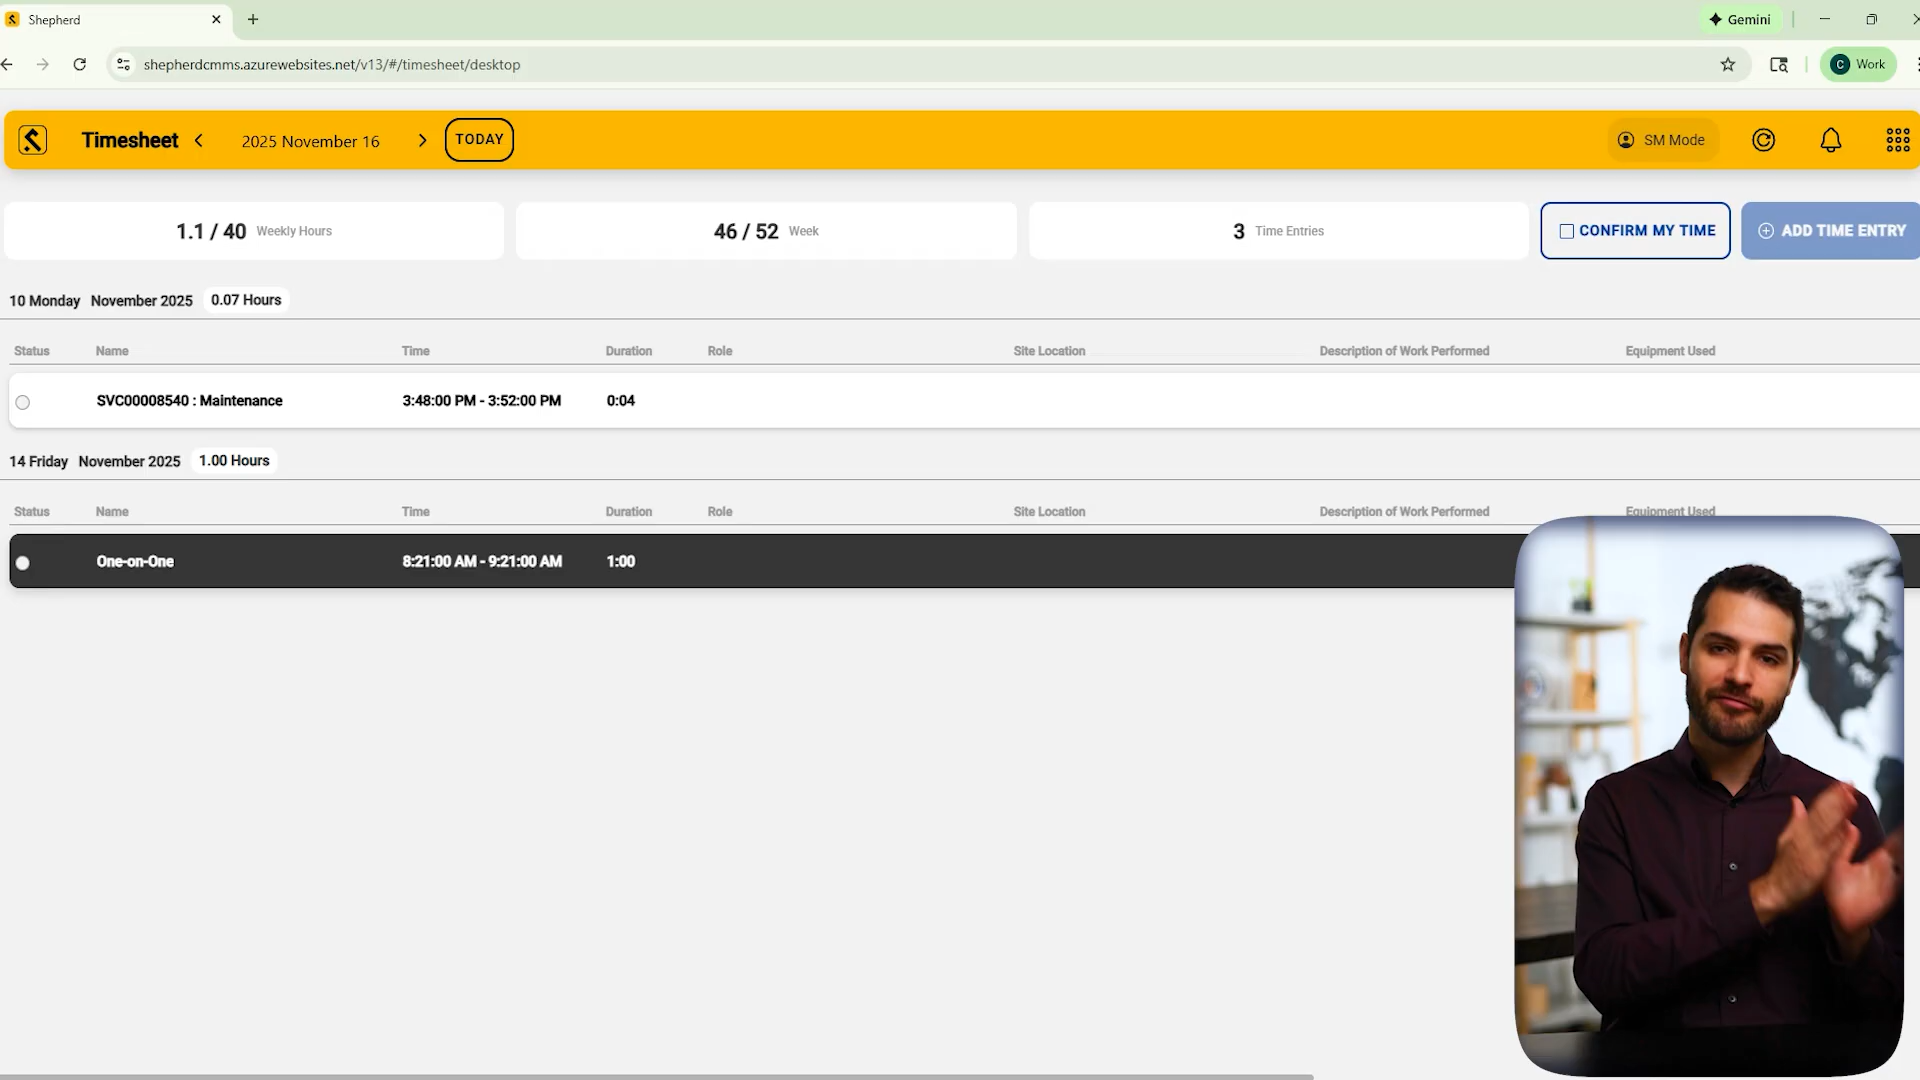 Shepherd
Gemini
shepherdcmms.azurewebsites.net/v13/#/timesheet/desktop
C Work
Timesheet 2025 November 16 TODAY SM Mode
1.1 / 40 Weekly Hours 46 / 52 Week 3 Time Entries CONFIRM MY TIME ADD TIME ENTRY
10 Monday November 2025 0.07 Hours
Status Name Time Duration Role Site Location Description of Work Performed Equipment Used
SVC00008540 : Maintenance 3:48:00 PM - 3:52:00 PM 0:04
14 Friday November 2025 1.00 Hours
Status Name Time Duration Role Site Location Description of Work Performed Equipment Used
One-on-One 8:21:00 AM - 9:21:00 AM 1:00